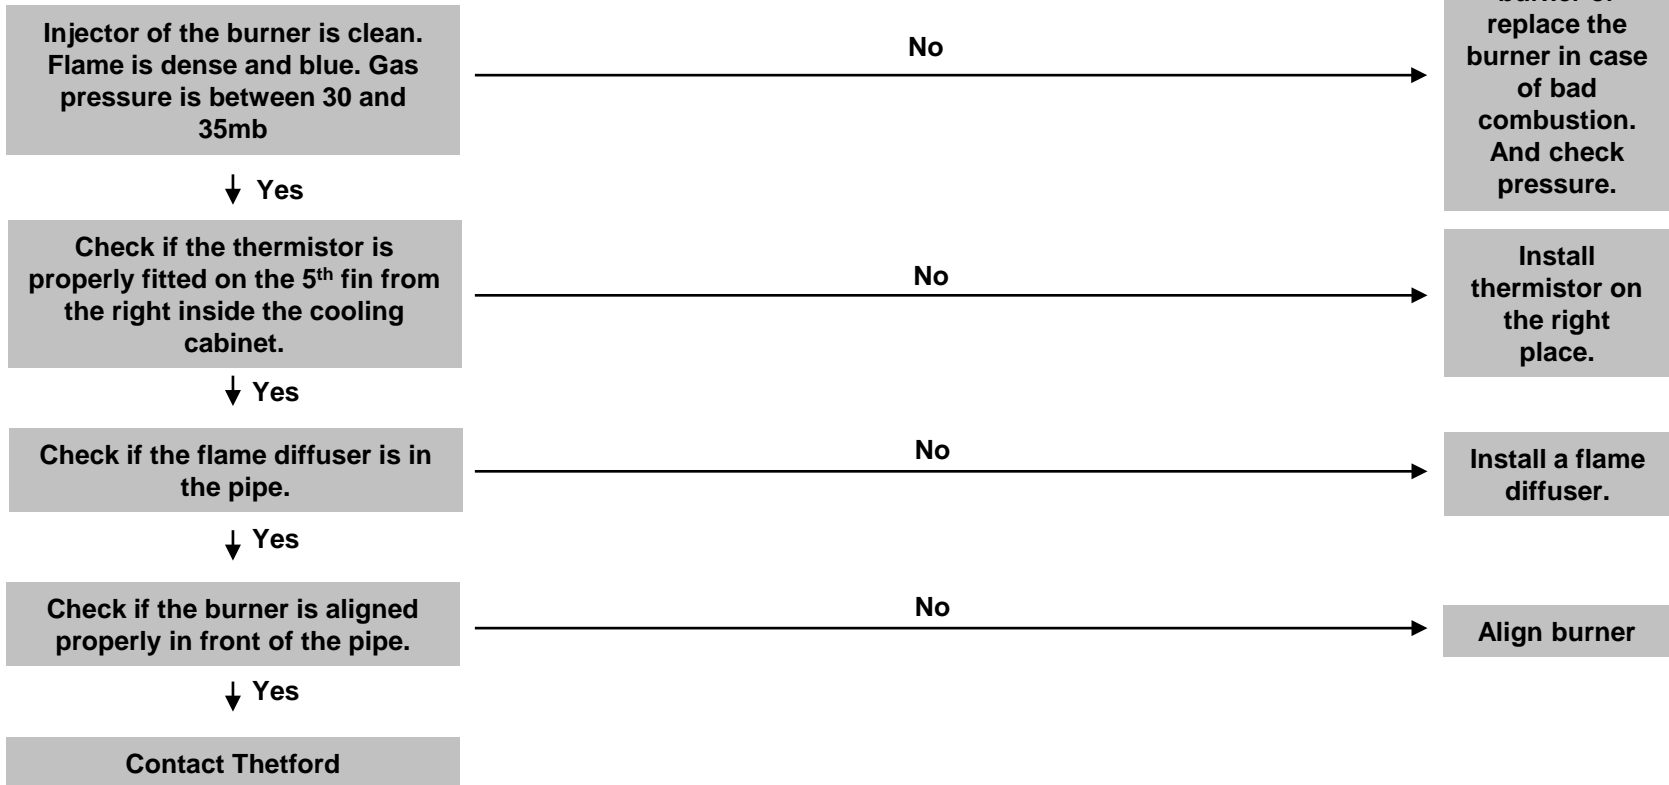 Injector of the burner is clean.
Flame is dense and blue. Gas
pressure is between 30 and
35mb
No
replace the
burner in case
of bad
combustion.
And check
pressure.
Yes
Check if the thermistor is
properly fitted on the 5th fin from
the right inside the cooling
cabinet.
No
Install
thermistor on
the right
place.
Yes
Check if the flame diffuser is in
the pipe.
No
Install a flame
diffuser.
Yes
Check if the burner is aligned
properly in front of the pipe.
No
Align burner
Yes
Contact Thetford